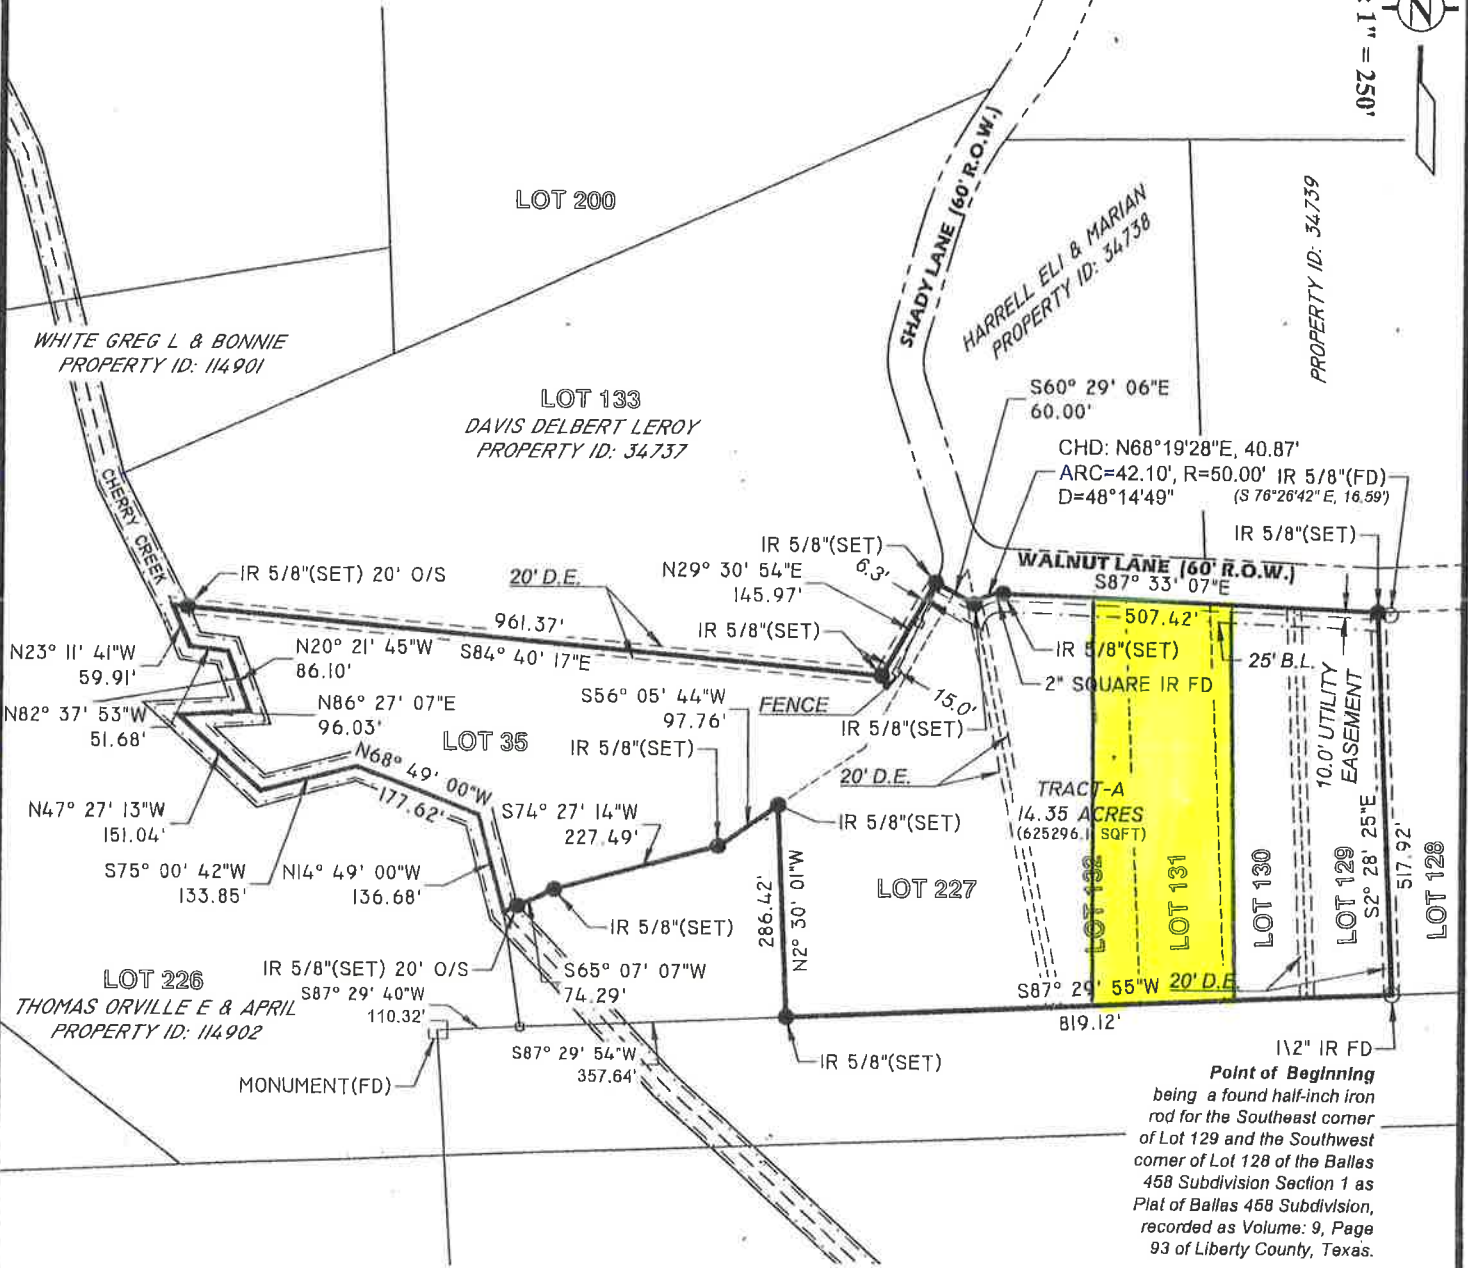 : 1" = 250'
N
LOT 200
SHADY LANE (60' R.O.W.)
HARRELL ELI & MARIAN
PROPERTY ID: 34738
PROPERTY ID: 34739
WHITE GREG L & BONNIE
PROPERTY ID: 114901
LOT 133
DAVIS DELBERT LEROY
PROPERTY ID: 34737
S60° 29' 06"E
60.00'
CHD: N68°19'28"E, 40.87'
ARC=42.10', R=50.00'
D=48°14'49"
IR 5/8"(FD)
(S 76°26'42" E, 16.59')
IR 5/8"(SET)
CHERRY CREEK
IR 5/8"(SET) 20' O/S
20' D.E.
IR 5/8"(SET)
6.3'
N29° 30' 54"E
145.97'
WALNUT LANE (60' R.O.W.)
S87° 33' 07"E
507.42'
961.37'
S84° 40' 17"E
IR 5/8"(SET)
IR 5/8"(SET)
25' B.L.
2" SQUARE IR FD
N23° 11' 41"W
59.91'
N20° 21' 45"W
86.10'
N82° 37' 53"W
51.68'
N86° 27' 07"E
96.03'
S56° 05' 44"W
97.76'
FENCE
15.0'
IR 5/8"(SET)
LOT 35
IR 5/8"(SET)
N68° 49' 00"W
177.62'
20' D.E.
TRACT-A
14.35 ACRES
(625296.1 SQFT)
10.0' UTILITY
EASEMENT
S2° 28' 25"E
517.92'
N47° 27' 13"W
151.04'
S74° 27' 14"W
227.49'
IR 5/8"(SET)
S75° 00' 42"W
133.85'
N14° 49' 00"W
136.68'
286.42'
N2° 30' 01"W
LOT 227
LOT 132
LOT 131
LOT 130
LOT 129
LOT 128
IR 5/8"(SET)
IR 5/8"(SET) 20' O/S
S65° 07' 07"W
74.29'
LOT 226
THOMAS ORVILLE E & APRIL
PROPERTY ID: 114902
S87° 29' 40"W
110.32'
S87° 29' 55"W
20' D.E.
819.12'
S87° 29' 54"W
357.64'
MONUMENT(FD)
IR 5/8"(SET)
1\2" IR FD
Point of Beginning
being a found half-inch iron
rod for the Southeast corner
of Lot 129 and the Southwest
corner of Lot 128 of the Ballas
458 Subdivision Section 1 as
Plat of Ballas 458 Subdivision,
recorded as Volume: 9, Page
93 of Liberty County, Texas.